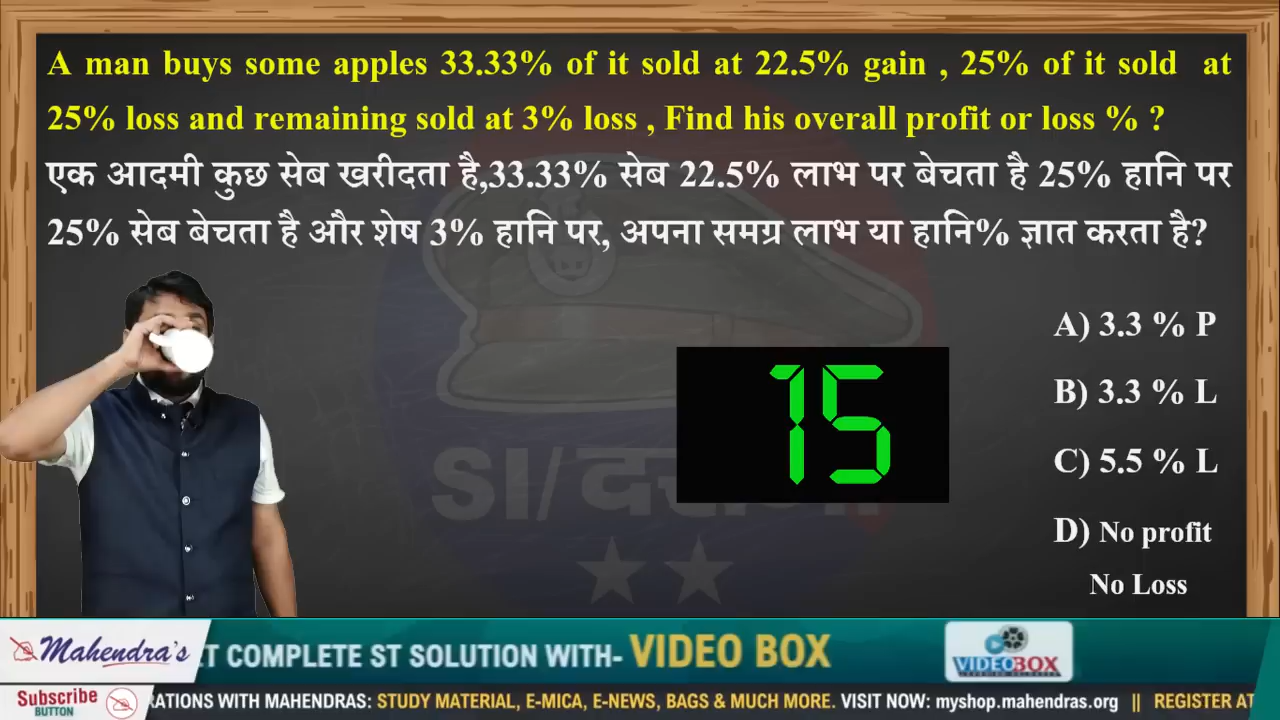 A man buys some apples 33.33% of it sold at 22.5% gain , 25% of it sold at
25% loss and remaining sold at 3% loss , Find his overall profit or loss % ?
एक आदमी कुछ सेब खरीदता है,33.33% सेब 22.5% लाभ पर बेचता है 25% हानि पर
25% सेब बेचता है और शेष 3% हानि पर, अपना समग्र लाभ या हानि% ज्ञात करता है?
A) 3.3 % P
B) 3.3 % L
C) 5.5 % L
D) No profit
No Loss
15
SI/
Mahendra's
ET COMPLETE ST SOLUTION WITH- VIDEO BOX
VIDEOBOX
Subscribe
BUTTON
RATIONS WITH MAHENDRAS: STUDY MATERIAL, E-MICA, E-NEWS, BAGS & MUCH MORE. VISIT NOW: myshop.mahendras.org || REGISTER AT